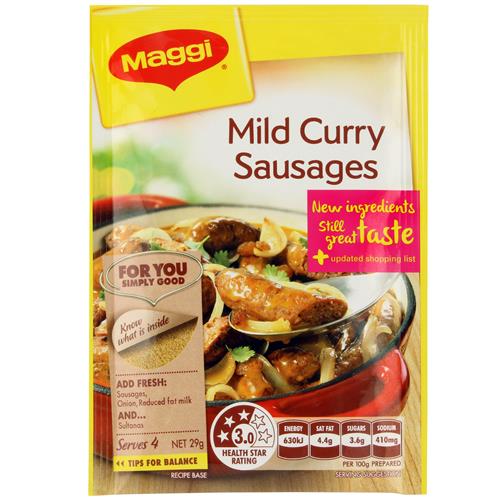 Maggi®
Mild Curry
Sausages
New ingredients
Still
great taste
+ updated shopping list
FOR YOU
SIMPLY GOOD
Know
what is inside
ADD FRESH:
Sausages,
Onion, Reduced fat milk
AND...
Sultanas
Serves 4 NET 29g
TIPS FOR BALANCE
RECIPE BASE
3.0
HEALTH STAR
RATING
ENERGY
630kJ
SAT FAT
4.4g
SUGARS
3.6g
SODIUM
410mg
PER 100g PREPARED
SERVING SUGGESTION